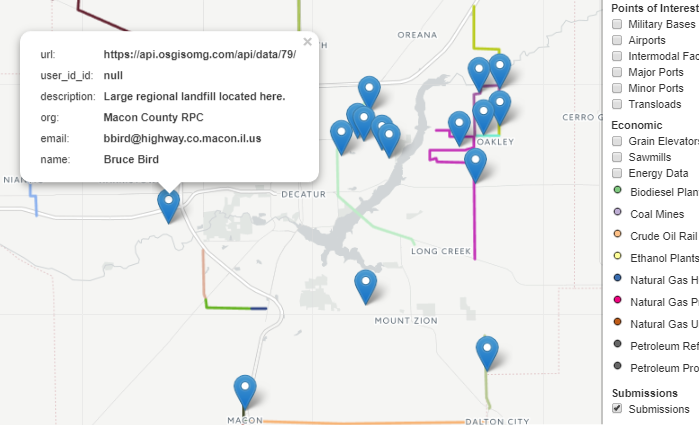 OREANA
H
url: https://api.osgisomg.com/api/data/79/
user_id_id: null
description: Large regional landfill located here.
org: Macon County RPC
email: bbird@highway.co.macon.il.us
name: Bruce Bird
×
CERRO G
OAKLEY
NIAN
DECATUR
LONG CREEK
MOUNT ZION
MACON
DALTON CITY
Points of Interest
Military Bases
Airports
Intermodal Fac
Major Ports
Minor Ports
Transloads
Economic
Grain Elevators
Sawmills
Energy Data
Biodiesel Plan
Coal Mines
Crude Oil Rail
Ethanol Plants
Natural Gas H
Natural Gas P
Natural Gas U
Petroleum Ref
Petroleum Pro
Submissions
Submissions